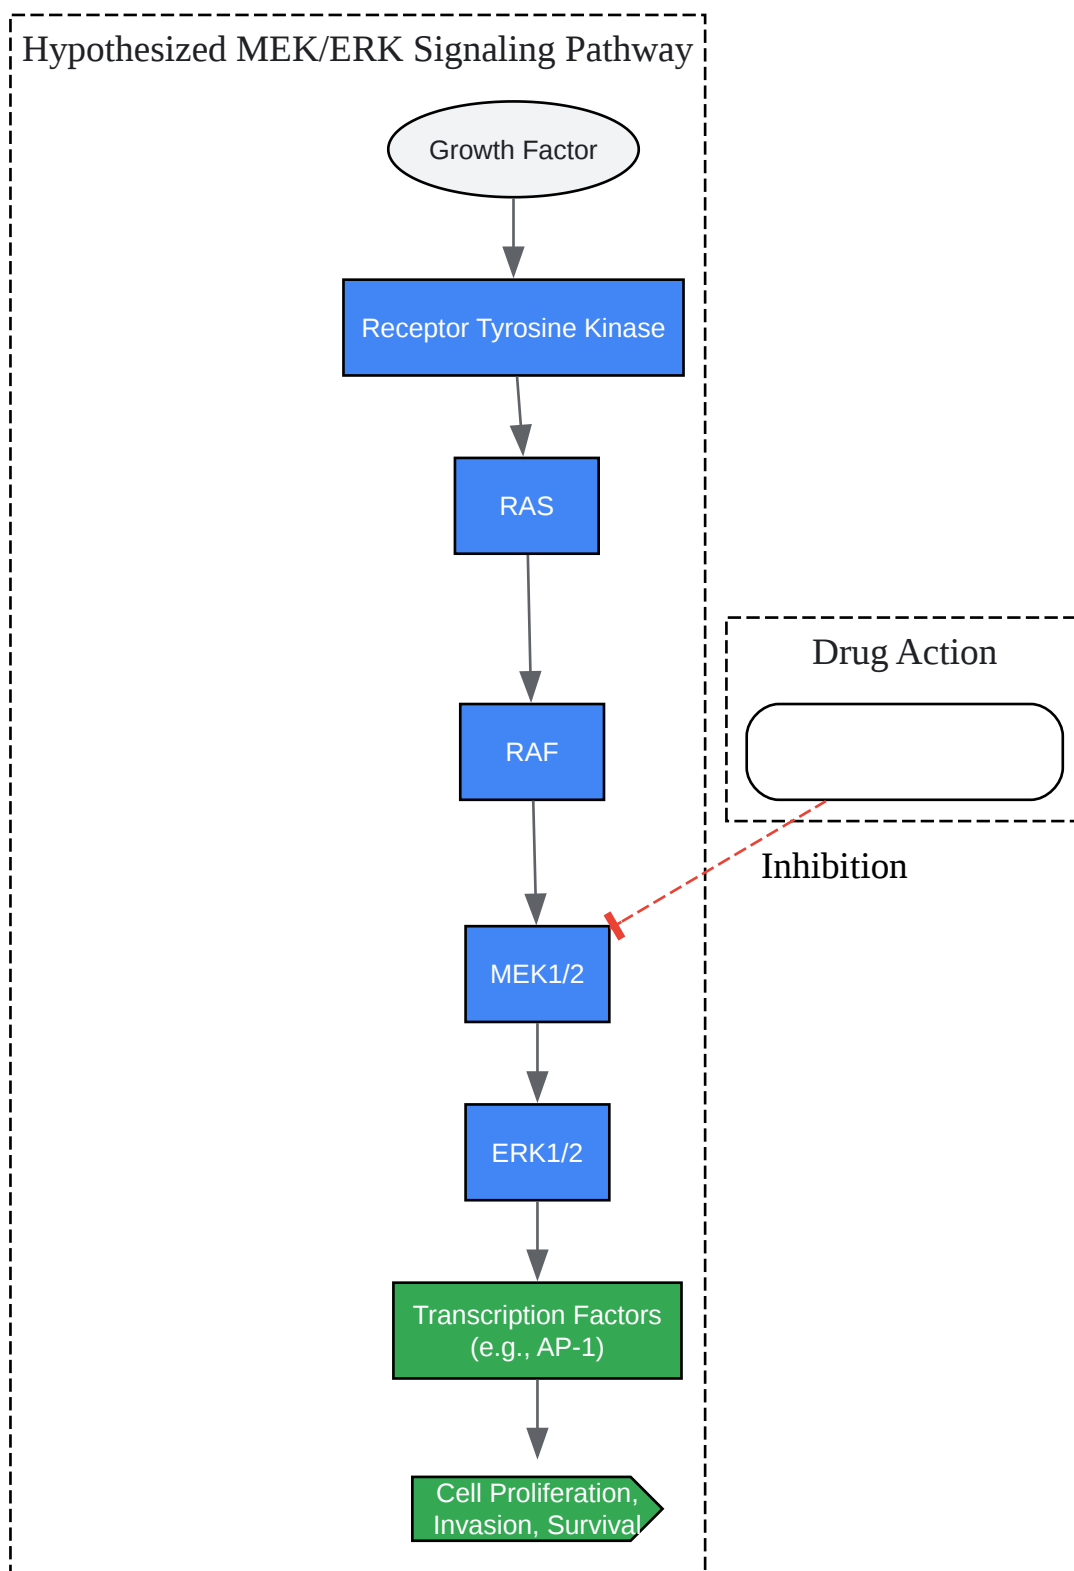 Hypothesized MEK/ERK Signaling Pathway
Growth Factor
Receptor Tyrosine Kinase
RAS
RAF
Drug Action
Inhibition
MEK1/2
ERK1/2
Transcription Factors
(e.g., AP-1)
Cell Proliferation,
Invasion, Survival